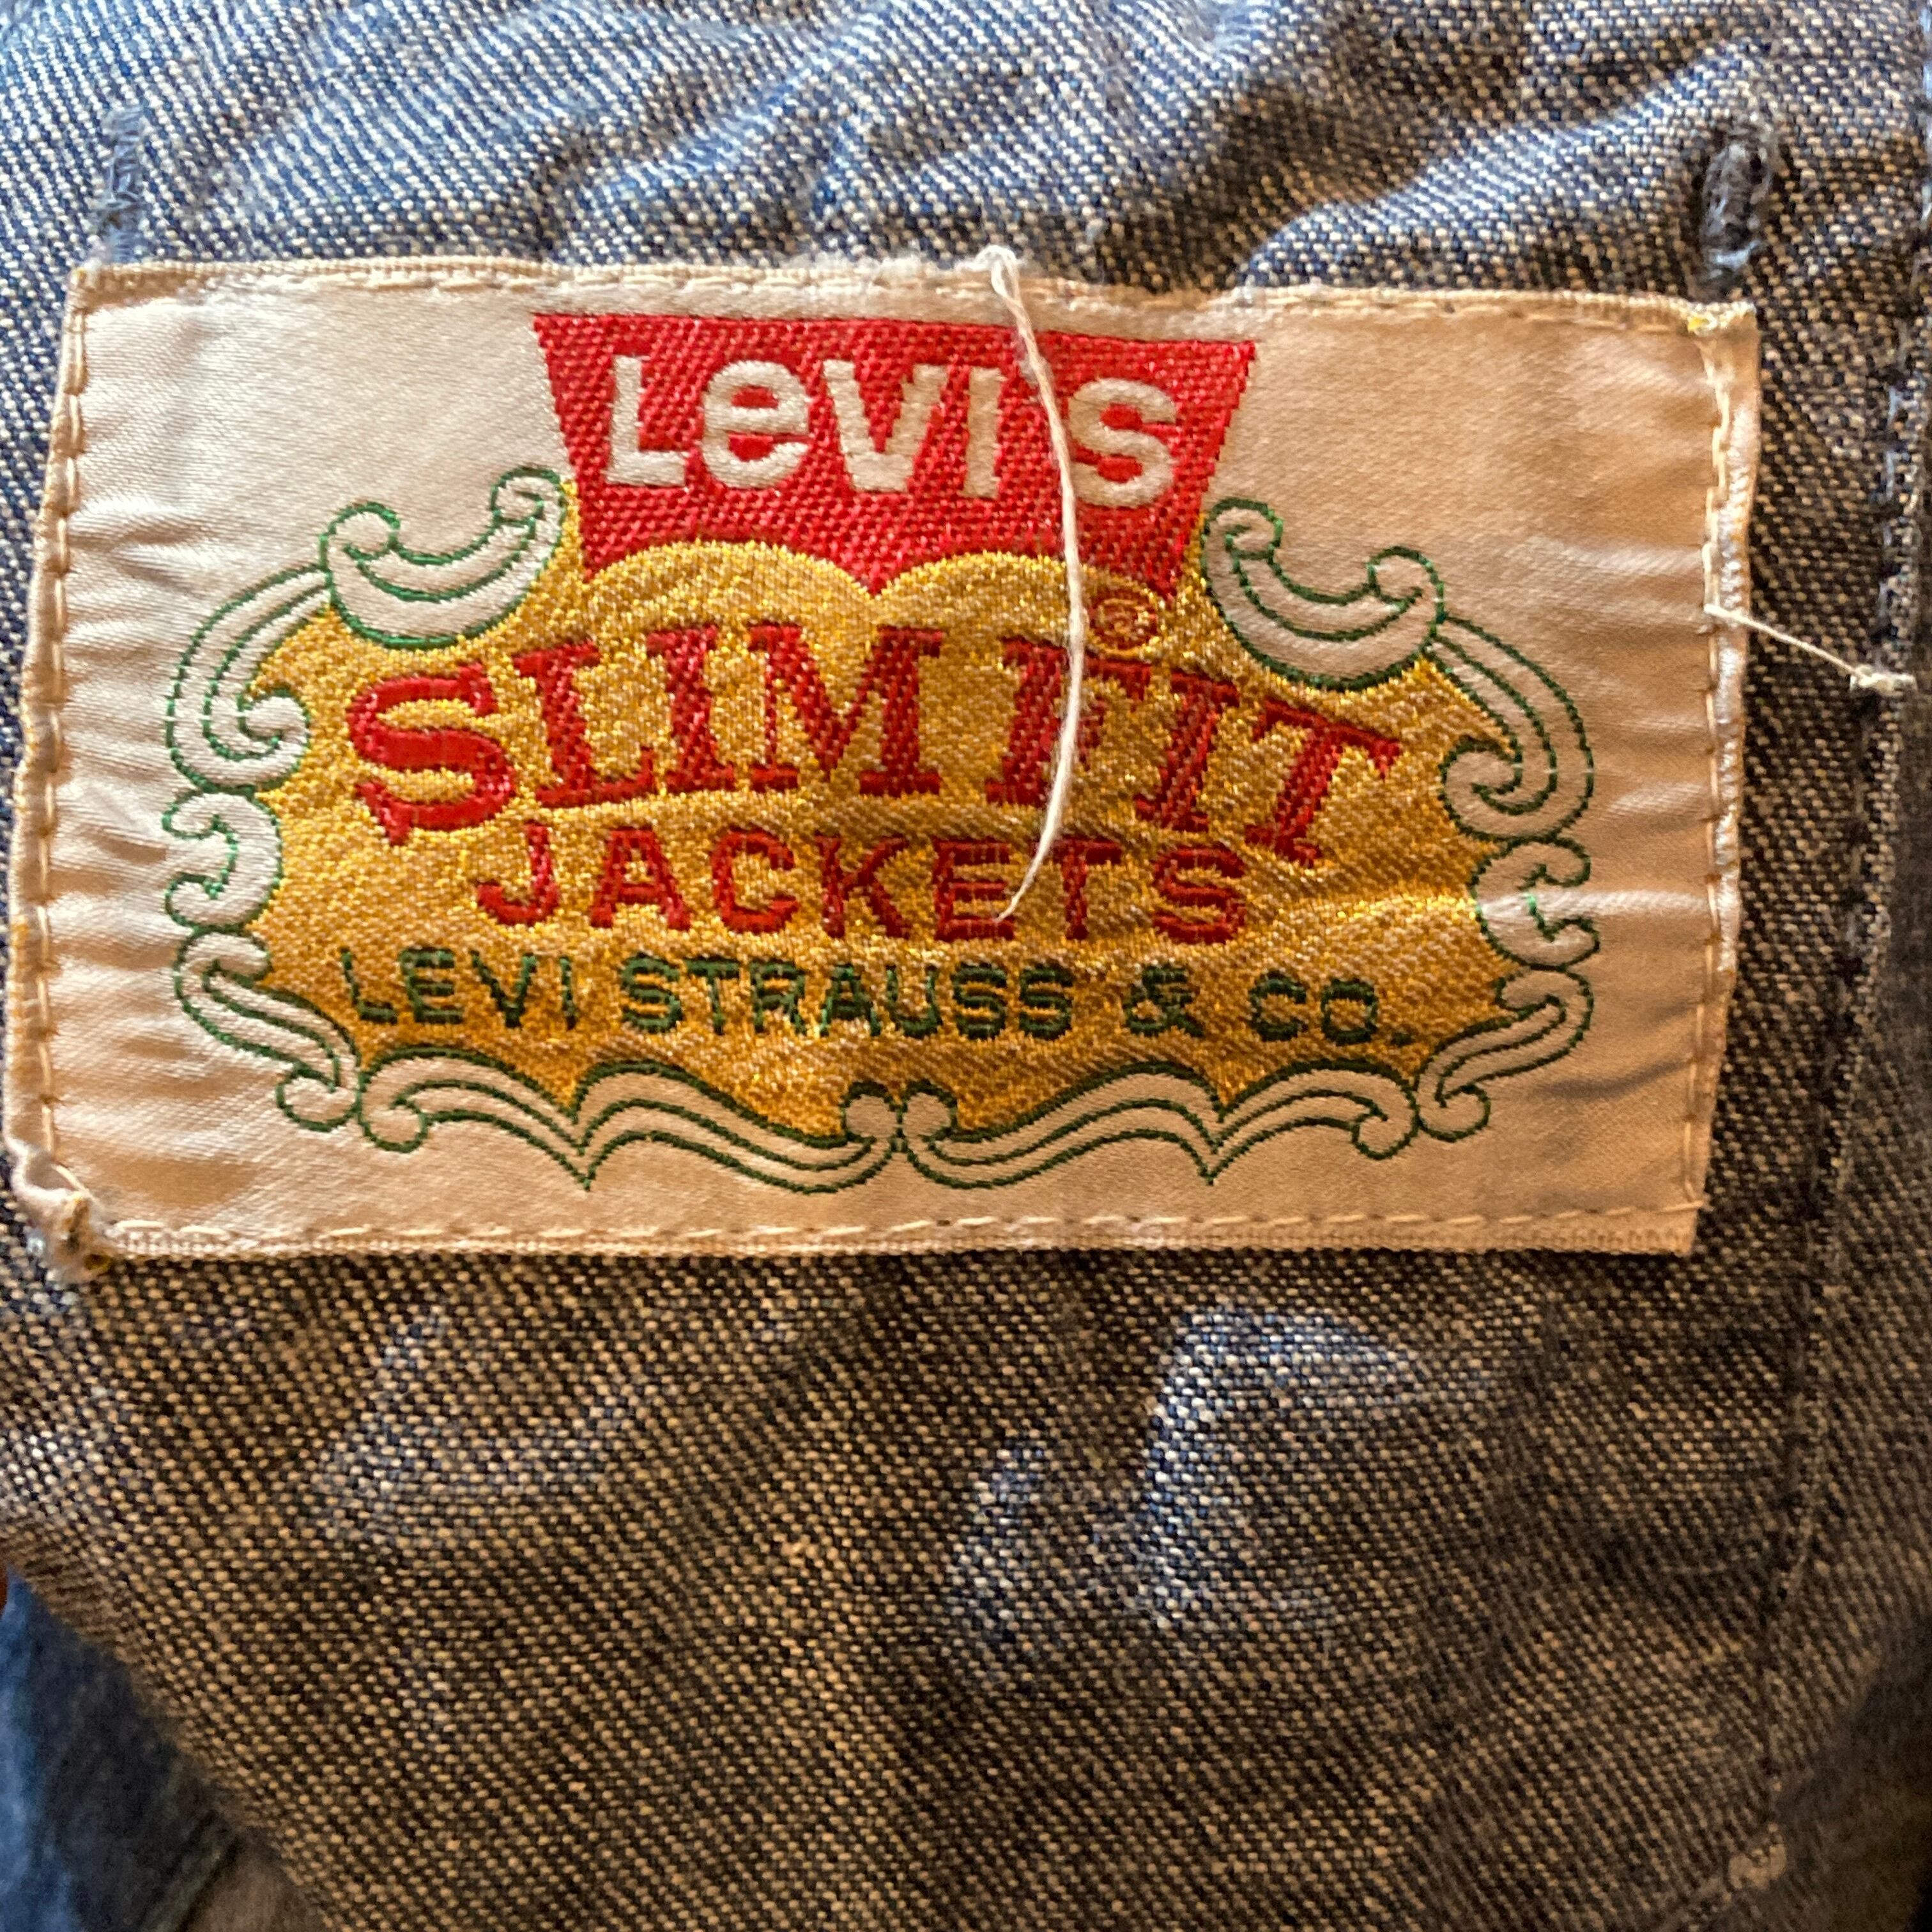 LeVI'S
®
SLIM FIT
JACKETS
LEVI STRAUSS & CO.